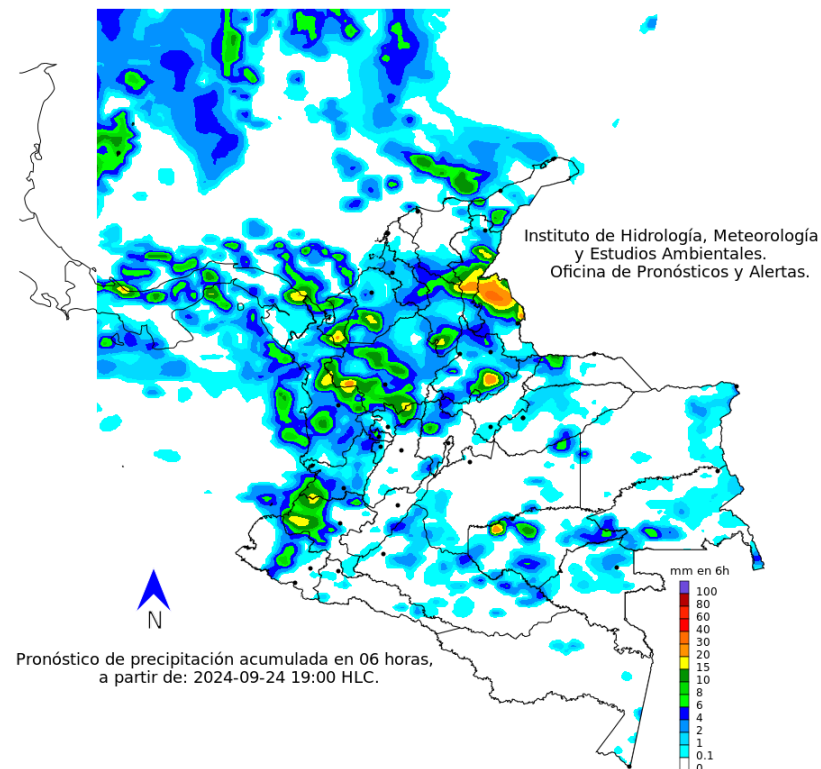 Instituto de Hidrología, Meteorología
y Estudios Ambientales.
Oficina de Pronósticos y Alertas.
mm en 6h
100
80
60
40
30
20
15
10
8
6
4
2
1
0.1
0
N
Pronóstico de precipitación acumulada en 06 horas,
a partir de: 2024-09-24 19:00 HLC.